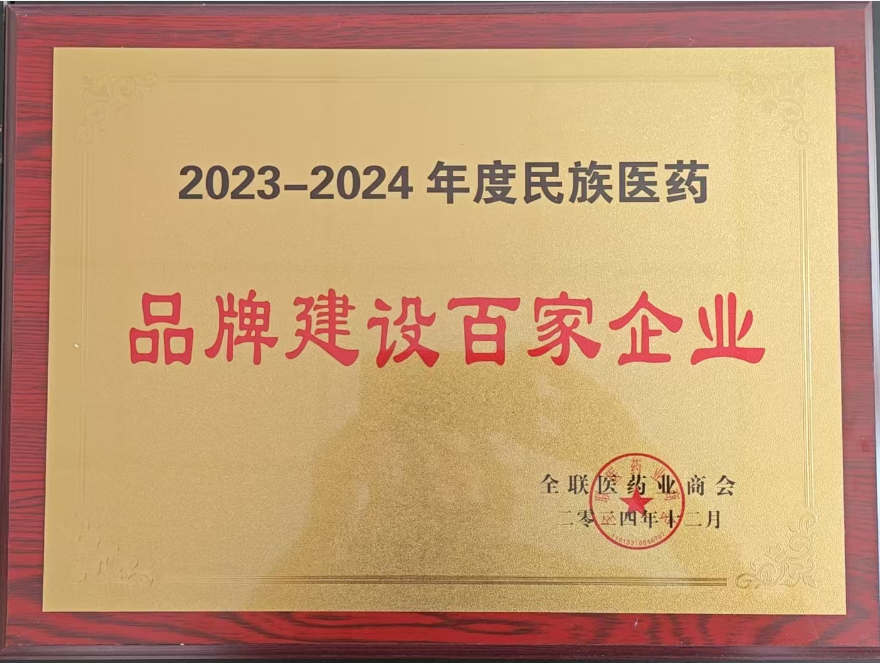 2023-2024 年度民族医药
品牌建设百家企业
全联医药业商会
二零二四年十二月